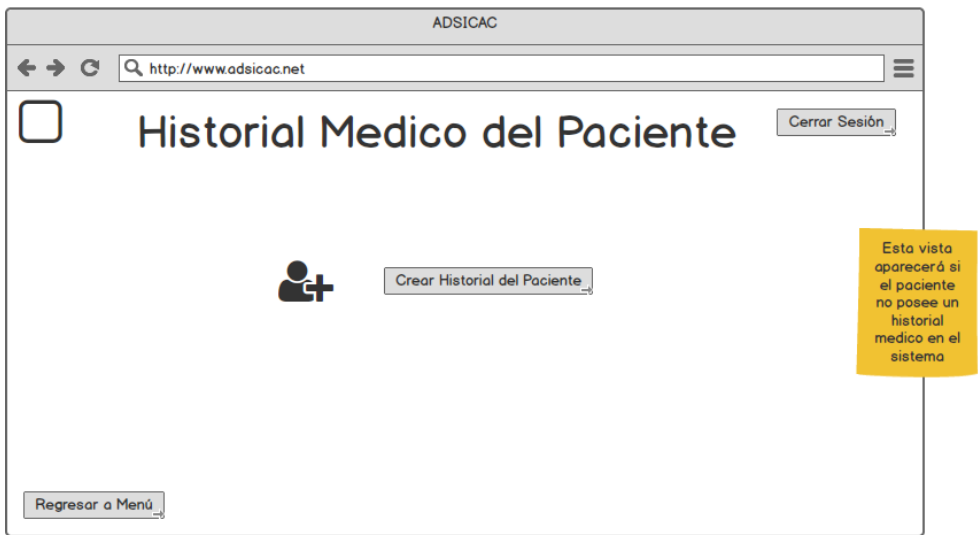 ADSICAC
http://www.adsicac.net
Historial Medico del Paciente
Cerrar Sesión
Esta vista
aparecerá si
el paciente
no posee un
historial
medico en el
sistema
Crear Historial del Paciente
Regresar a Menú